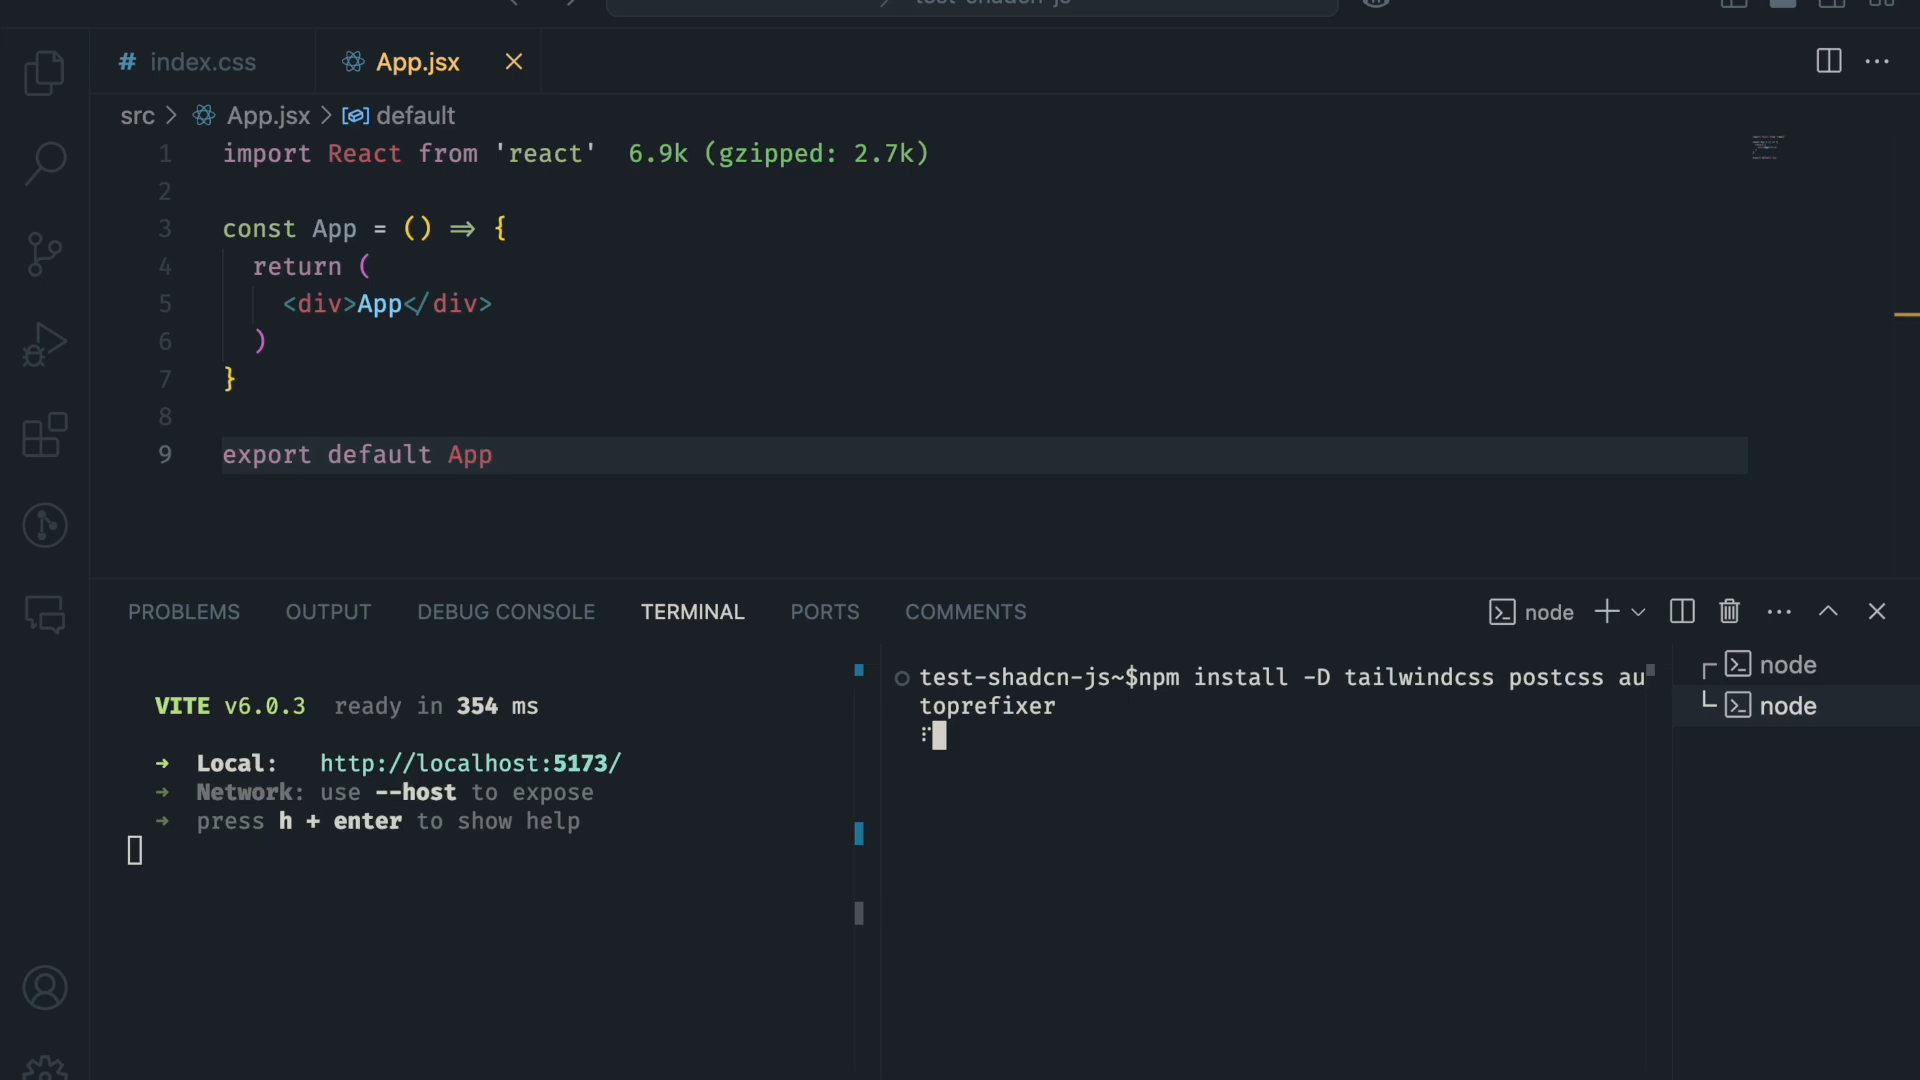 test-shadcn-js
index.css
App.jsx
src > App.jsx > default
1 import React from 'react' 6.9k (gzipped: 2.7k)
2
3 const App = () => {
4 return (
5 <div>App</div>
6 )
7 }
8
9 export default App
PROBLEMS OUTPUT DEBUG CONSOLE TERMINAL PORTS COMMENTS
node
VITE v6.0.3 ready in 354 ms
➜ Local: http://localhost:5173/
➜ Network: use --host to expose
➜ press h + enter to show help
test-shadcn-js~$npm install -D tailwindcss postcss au
toprefixer
node
node